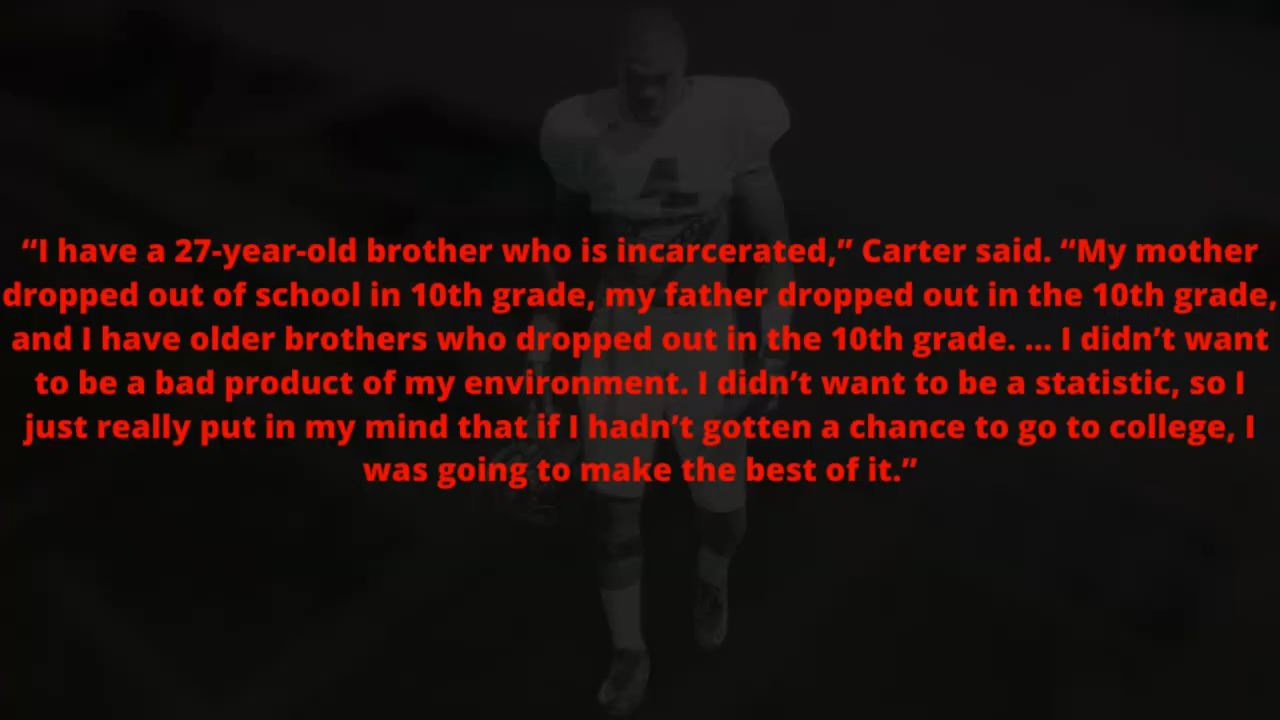 “I have a 27-year-old brother who is incarcerated,” Carter said. “My mother
dropped out of school in 10th grade, my father dropped out in the 10th grade,
and I have older brothers who dropped out in the 10th grade. ... I didn’t want
to be a bad product of my environment. I didn’t want to be a statistic, so I
just really put in my mind that if I hadn’t gotten a chance to go to college, I
was going to make the best of it.”